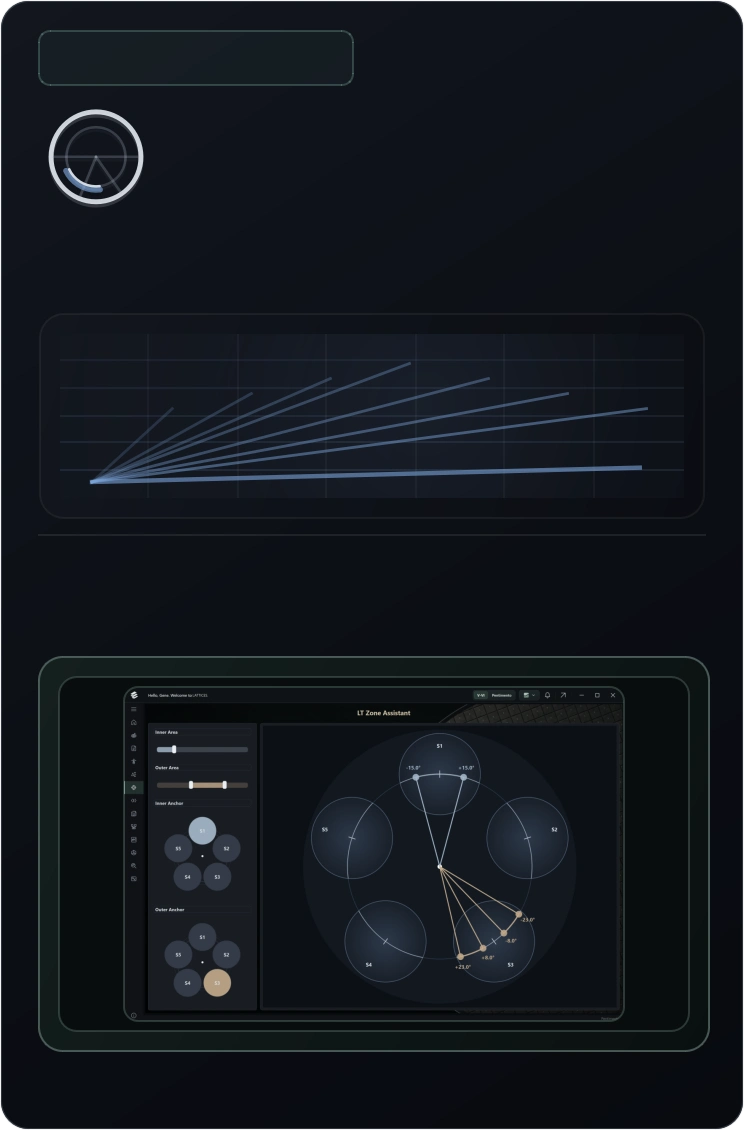 Hello, Gene. Welcome to LATTICES
Pentimento
LT Zone Assistant
Inner Area
Outer Area
Inner Anchor
S1
S5
S2
S4
S3
Outer Anchor
S1
S5
S2
S4
S3
S1
-15.0°
+15.0°
S5
S2
-23.0°
-8.0°
+8.0°
+23.0°
S4
S3